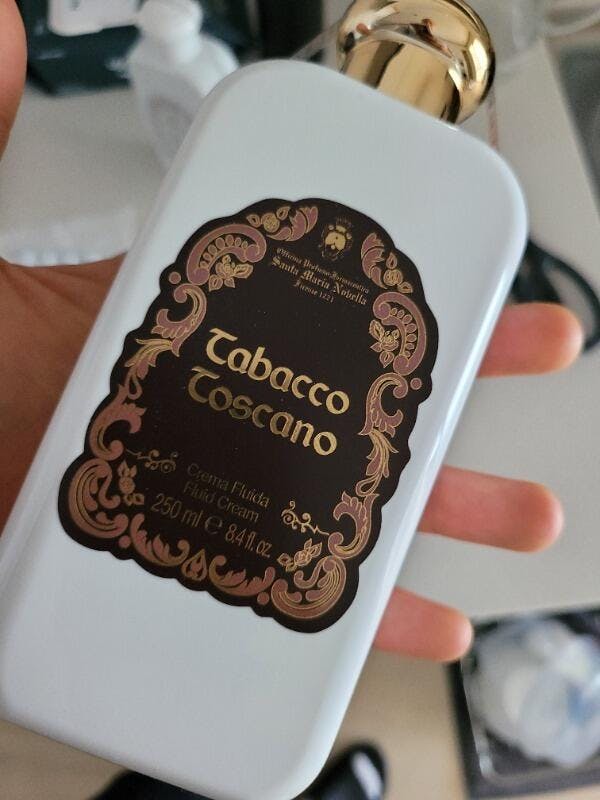 Officina Profumo-Farmaceutica
Santa Maria Novella
Firenze 1221
Tabacco
Toscano
Crema Fluida
Fluid Cream
250 ml e 8.4 fl. oz